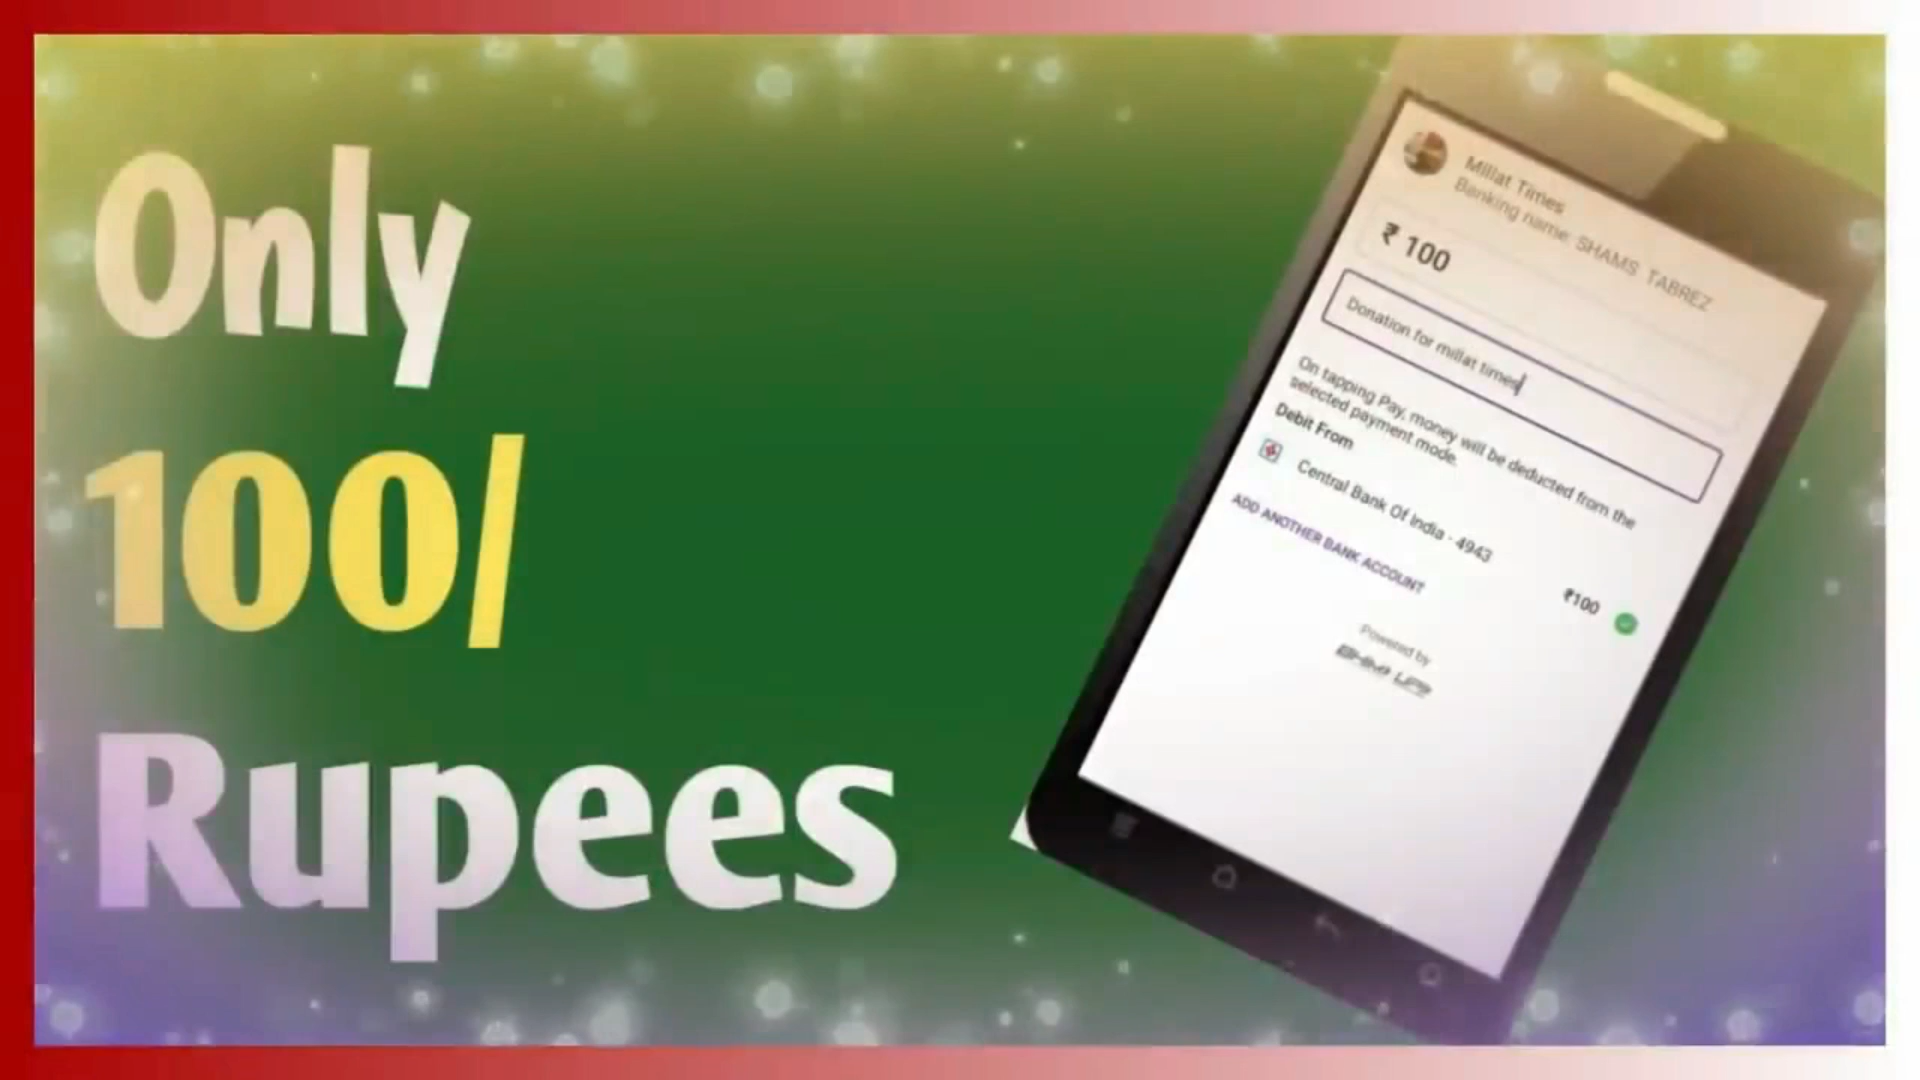 Only
100/
Rupees
Millat Times
Banking name: SHAMS TABREZ
₹ 100
Donation for millat times
On tapping Pay, money will be deducted from the
selected payment mode.
Debit From
Central Bank Of India - 4943
₹100
ADD ANOTHER BANK ACCOUNT
Powered by
BHIM UPI